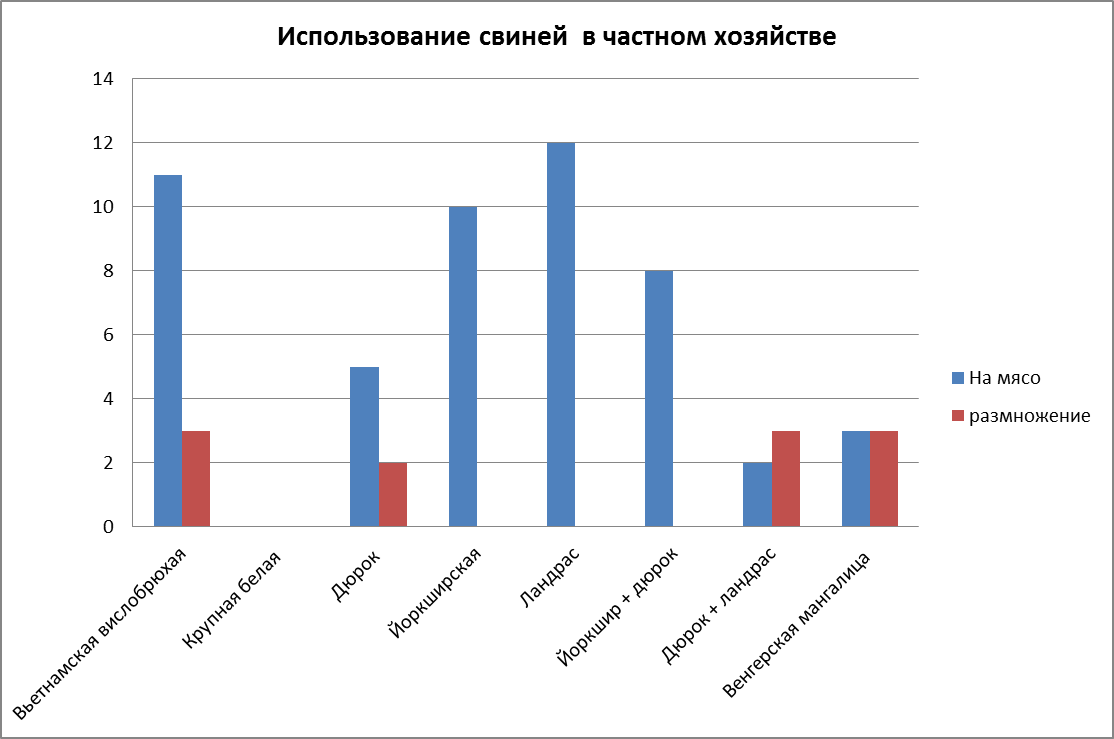 Использование свиней  в частном хозяйстве
14
12
10
8
6
4
2
0
Вьетнамская вислобрюхая
Крупная белая
Дюрок
Йоркширская
Ландрас
Йоркшир + дюрок
Дюрок + ландрас
Венгерская мангалица
На мясо
размножение